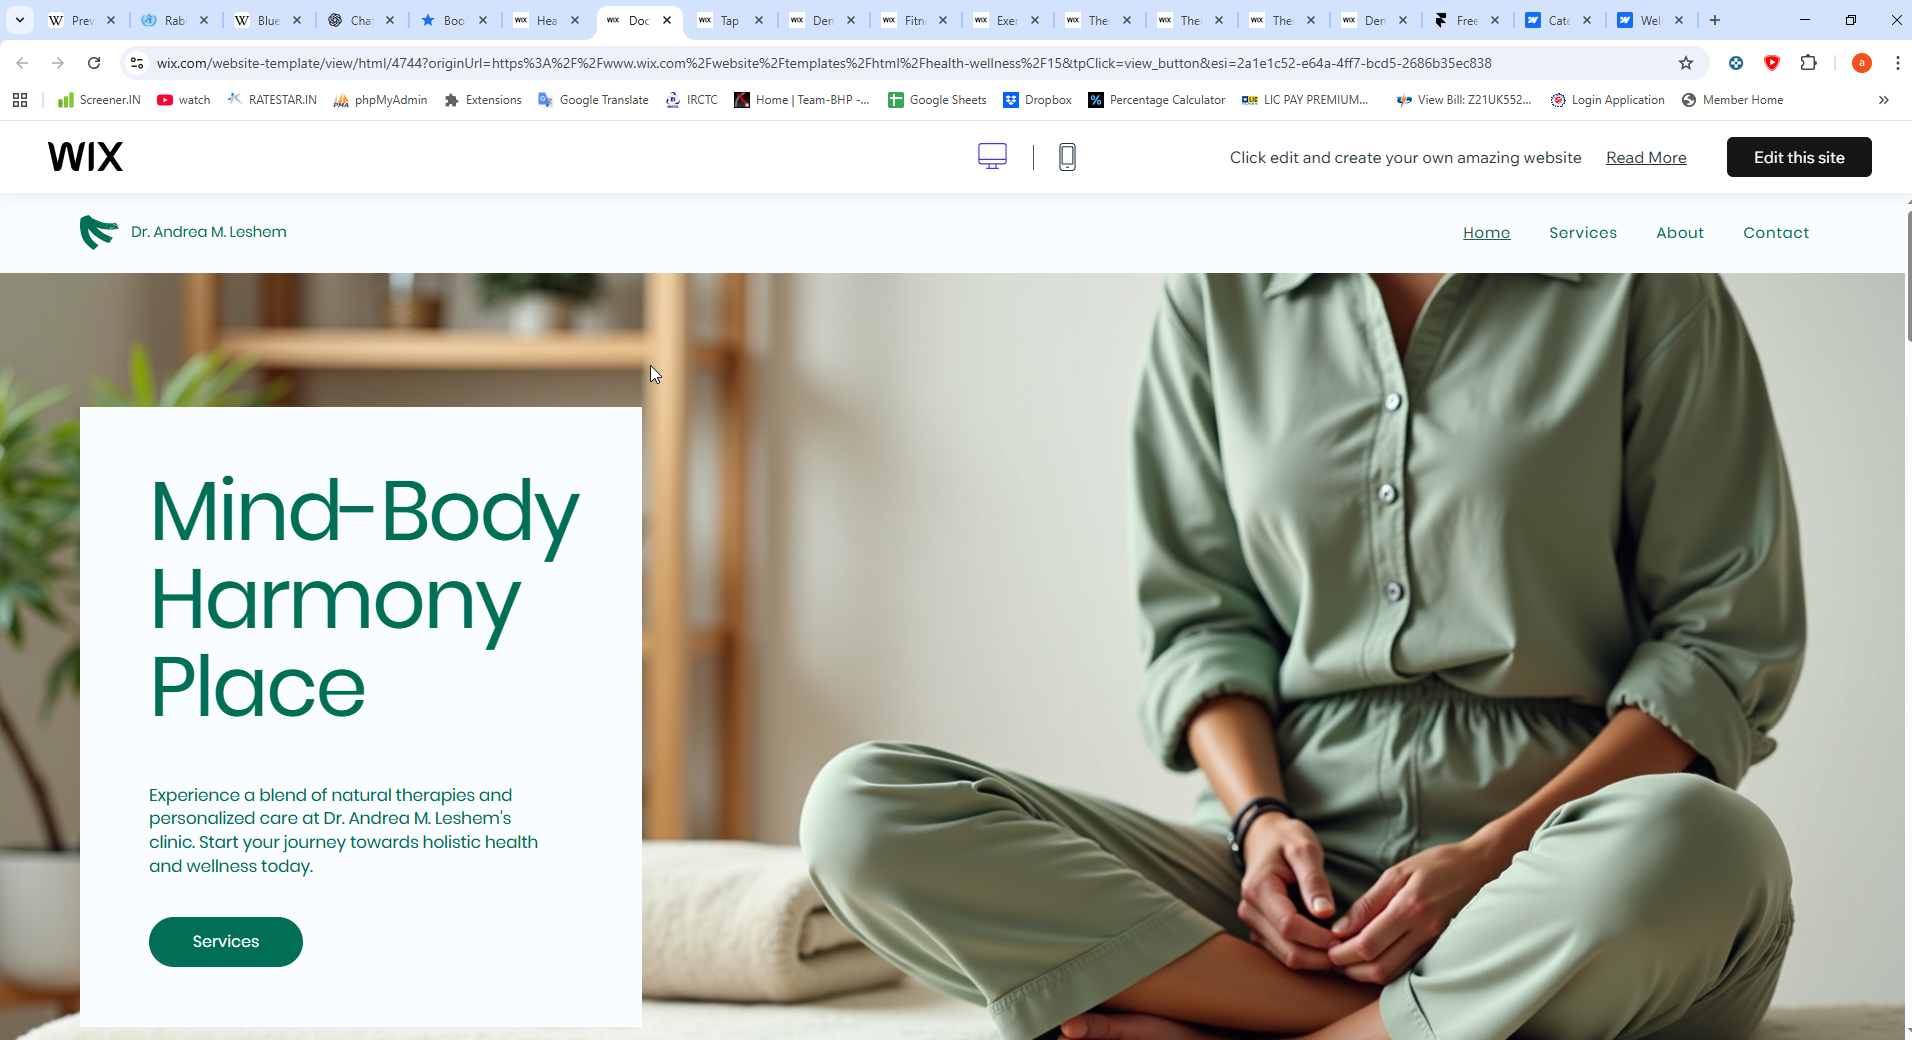 Prev
Rab
Blue
Cha
Boo
Hea
Doc
Tap
Den
Fitn
Exer
Ther
The
Ther
Den
Free
Cate
Wel
wix.com/website-template/view/html/4744?originUrl=https%3A%2F%2Fwww.wix.com%2Fwebsite%2Ftemplates%2Fhtml%2Fhealth-wellness%2F15&tpClick=view_button&esi=2a1e1c52-e64a-4ff7-bcd5-2686b35ec838
a
Screener.IN
watch
RATESTAR.IN
phpMyAdmin
Extensions
Google Translate
IRCTC
Home | Team-BHP -...
Google Sheets
Dropbox
Percentage Calculator
LIC PAY PREMIUM...
View Bill: Z21UK552...
Login Application
Member Home
WIX
Click edit and create your own amazing website
Read More
Edit this site
Dr. Andrea M. Leshem
Home
Services
About
Contact
Mind-Body
Harmony
Place
Experience a blend of natural therapies and
personalized care at Dr. Andrea M. Leshem's
clinic. Start your journey towards holistic health
and wellness today.
Services